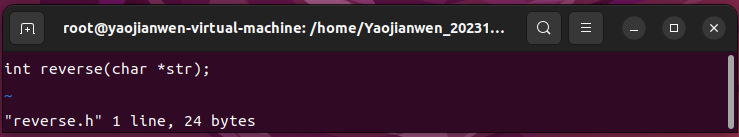 root@yaojianwen-virtual-machine: /home/Yaojianwen_20231...
int reverse(char *str);
~
"reverse.h" 1 line, 24 bytes